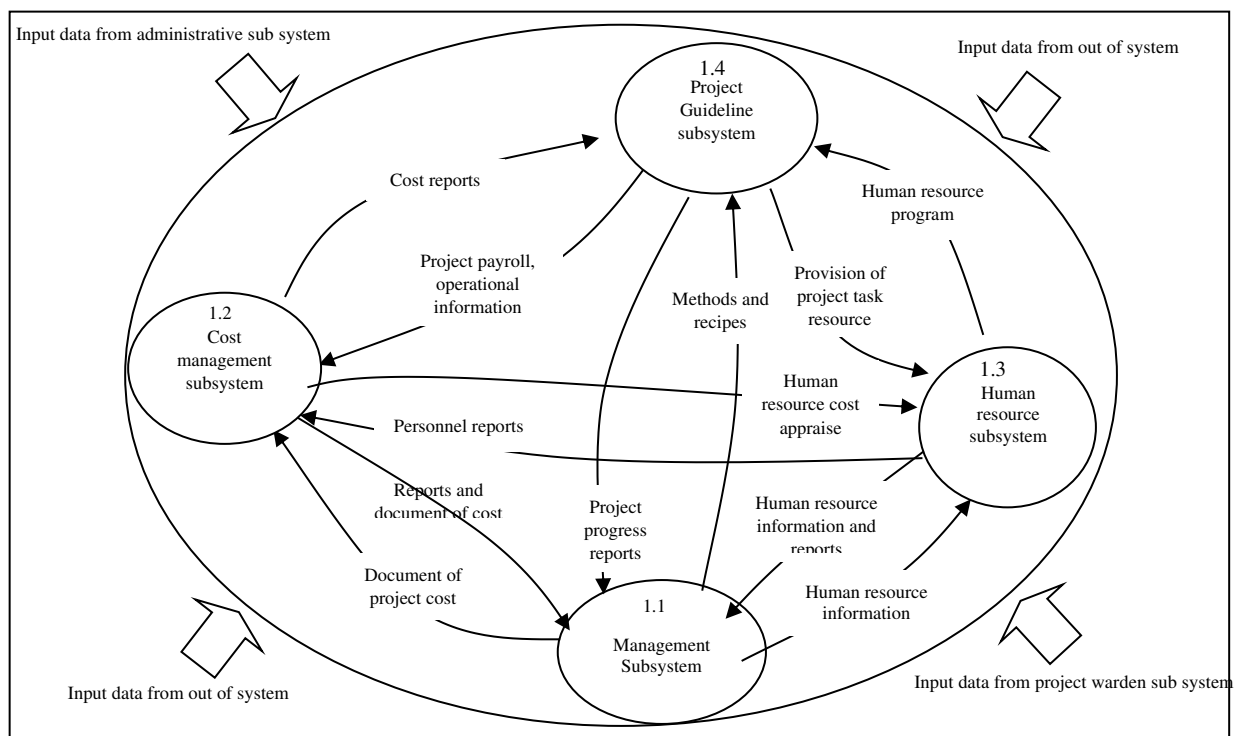 Input data from administrative sub system
Input data from out of system
1.4
Project
Guideline
subsystem
Cost reports
Human resource
program
Project payroll,
operational
information
Provision of
project task
resource
Methods and
recipes
1.2
Cost
management
subsystem
1.3
Human
resource
subsystem
Human
resource cost
appraise
Personnel reports
Reports and
document of cost
Project
progress
reports
Human resource
information and
reports
Document of
project cost
Human resource
information
1.1
Management
Subsystem
Input data from out of system
Input data from project warden sub system